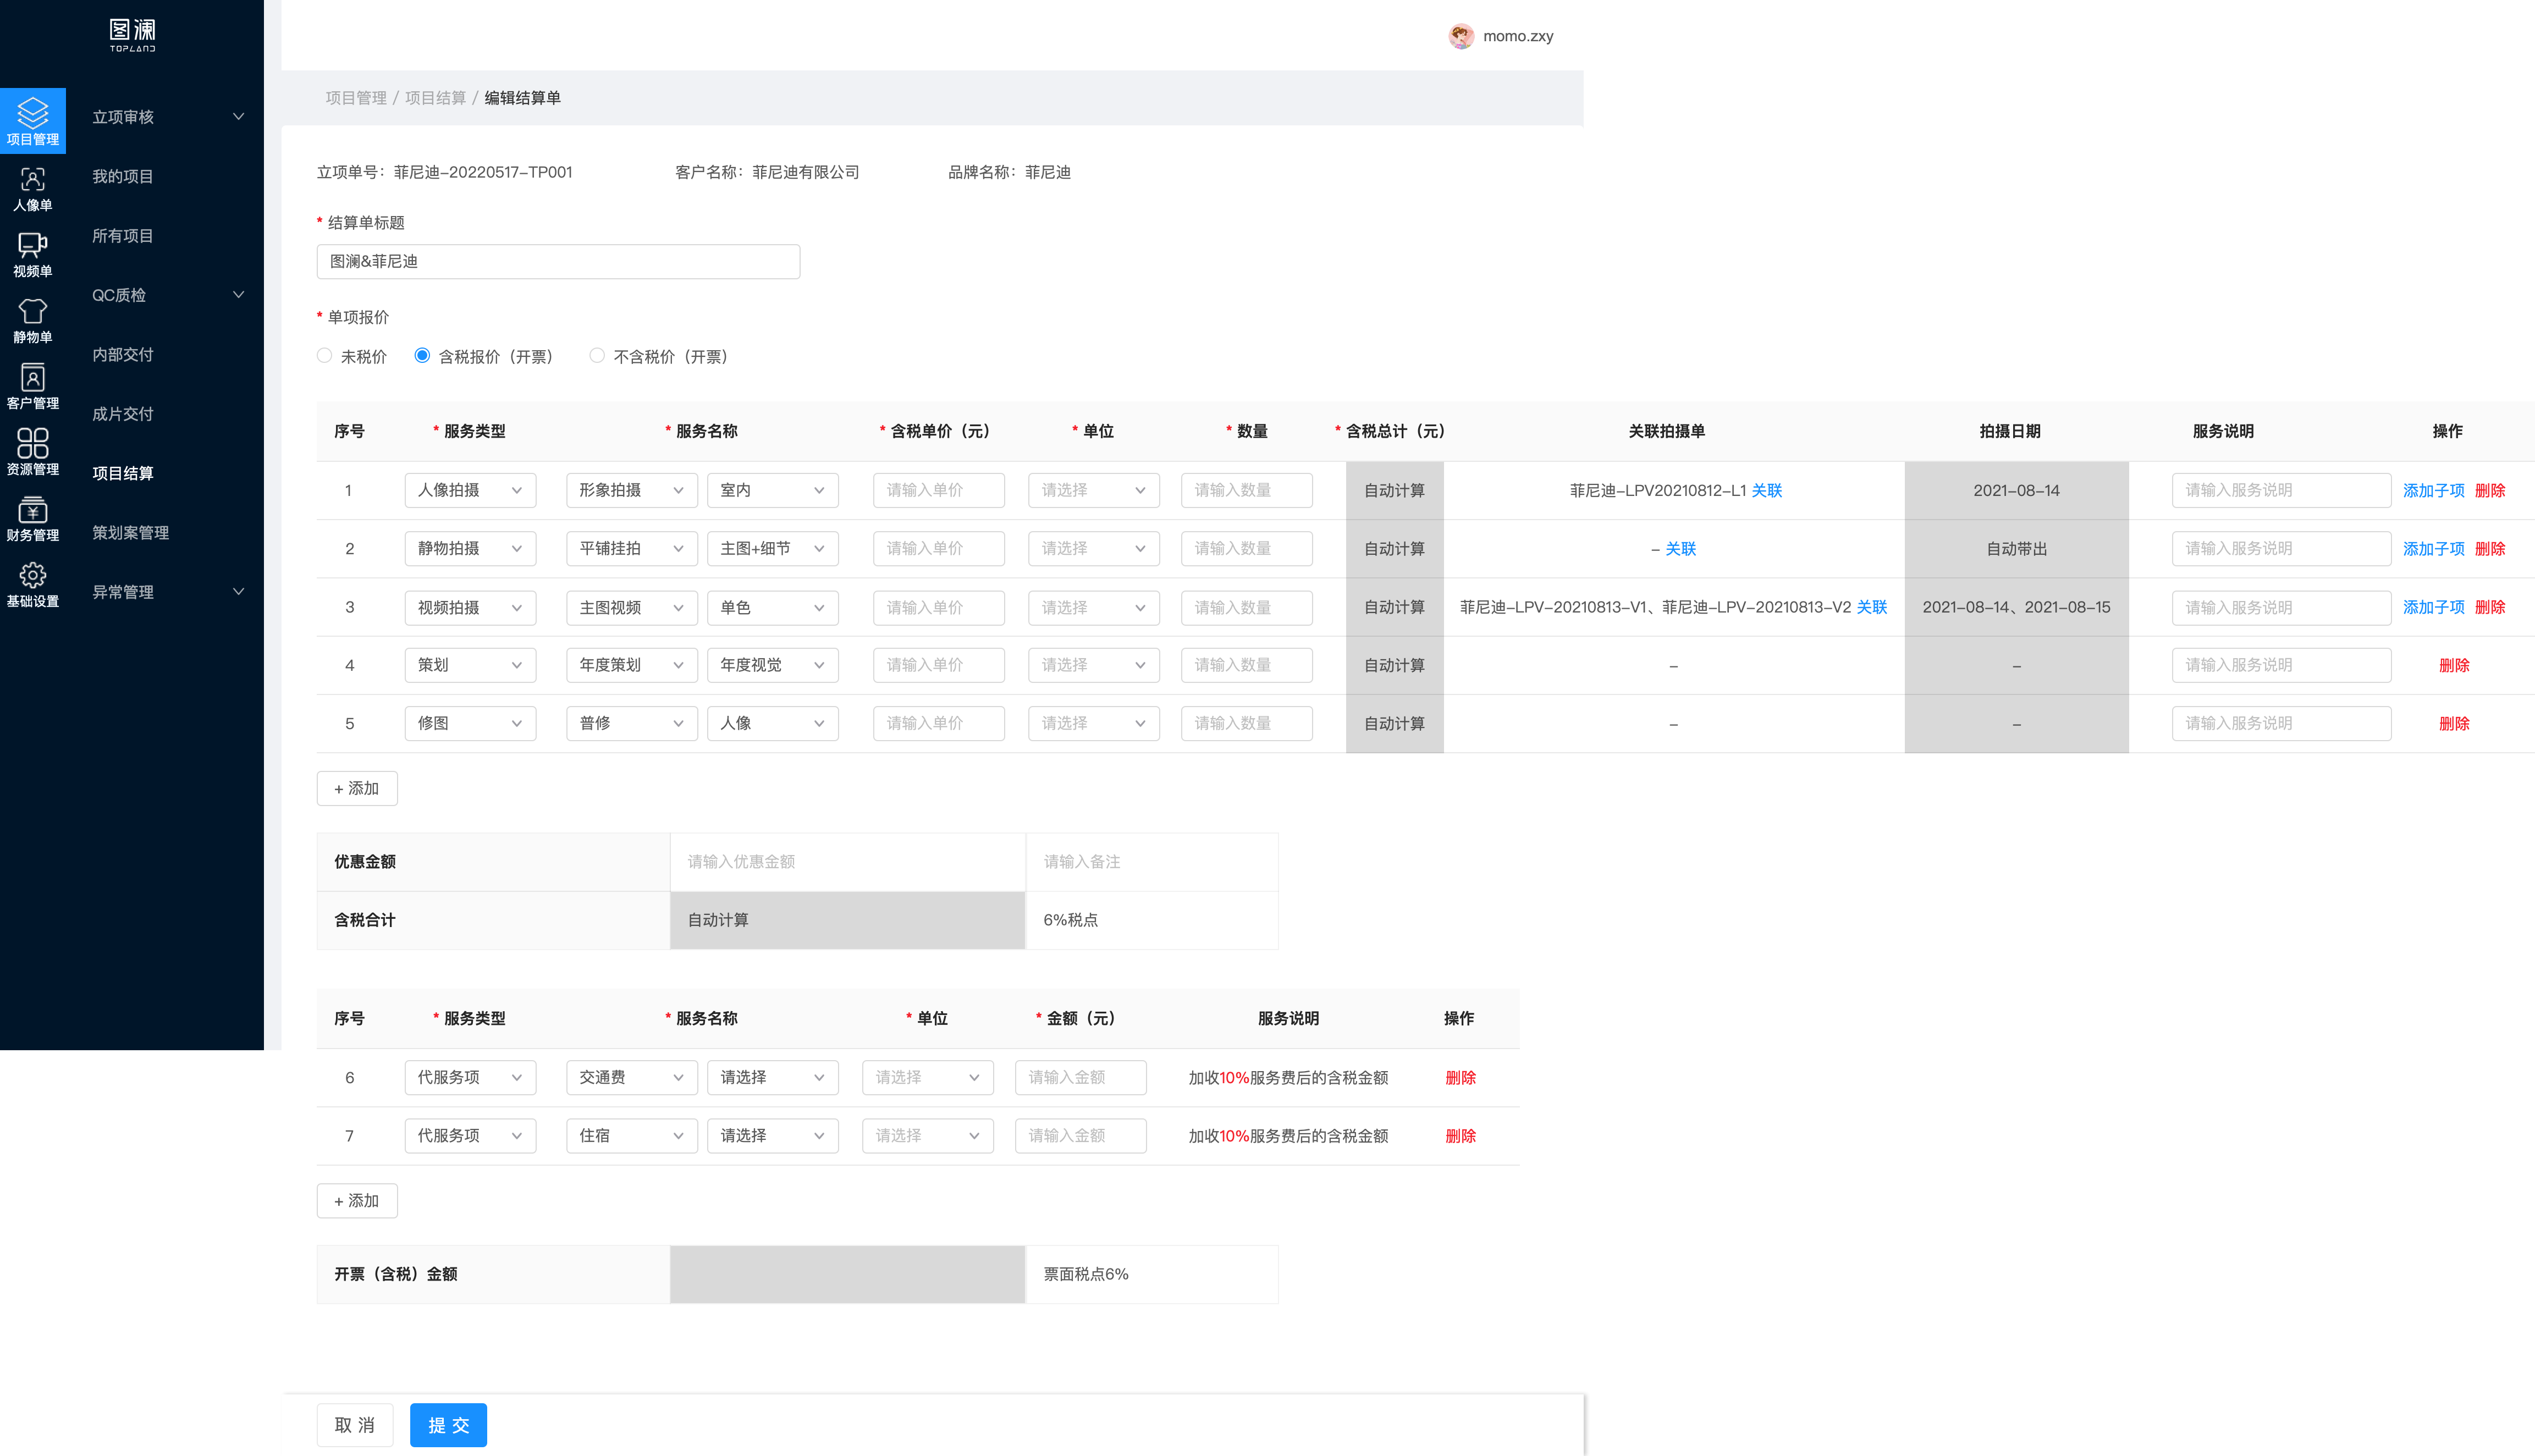 图澜
TOPLAND
momo.zxy
项目管理
人像单
视频单
静物单
客户管理
资源管理
财务管理
基础设置
立项审核
我的项目
所有项目
QC质检
内部交付
成片交付
项目结算
策划案管理
异常管理
项目管理 / 项目结算 / 编辑结算单
立项单号：菲尼迪-20220517-TP001 客户名称：菲尼迪有限公司 品牌名称：菲尼迪
* 结算单标题
图澜&菲尼迪
* 单项报价
未税价 含税报价（开票） 不含税价（开票）
序号 * 服务类型 * 服务名称 * 含税单价（元） * 单位 * 数量 * 含税总计（元） 关联拍摄单 拍摄日期 服务说明 操作
1 人像拍摄 形象拍摄 室内 请输入单价 请选择 请输入数量 自动计算 菲尼迪-LPV20210812-L1 关联 2021-08-14 请输入服务说明 添加子项 删除
2 静物拍摄 平铺挂拍 主图+细节 请输入单价 请选择 请输入数量 自动计算 - 关联 自动带出 请输入服务说明 添加子项 删除
3 视频拍摄 主图视频 单色 请输入单价 请选择 请输入数量 自动计算 菲尼迪-LPV-20210813-V1、菲尼迪-LPV-20210813-V2 关联 2021-08-14、2021-08-15 请输入服务说明 添加子项 删除
4 策划 年度策划 年度视觉 请输入单价 请选择 请输入数量 自动计算 - - 请输入服务说明 删除
5 修图 普修 人像 请输入单价 请选择 请输入数量 自动计算 - - 请输入服务说明 删除
+ 添加
优惠金额 请输入优惠金额 请输入备注
含税合计 自动计算 6%税点
序号 * 服务类型 * 服务名称 * 单位 * 金额（元） 服务说明 操作
6 代服务项 交通费 请选择 请选择 请输入金额 加收10%服务费后的含税金额 删除
7 代服务项 住宿 请选择 请选择 请输入金额 加收10%服务费后的含税金额 删除
+ 添加
开票（含税）金额 票面税点6%
取 消 提 交